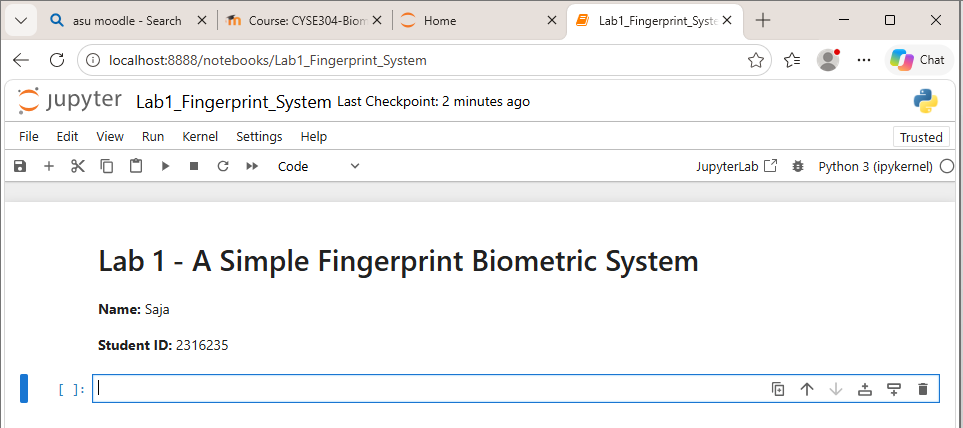 asu moodle - Search
Course: CYSE304-Biom
Home
Lab1_Fingerprint_Syste
localhost:8888/notebooks/Lab1_Fingerprint_System
Chat
jupyter Lab1_Fingerprint_System Last Checkpoint: 2 minutes ago
File Edit View Run Kernel Settings Help
Trusted
Code
JupyterLab
Python 3 (ipykernel)
Lab 1 - A Simple Fingerprint Biometric System
Name: Saja
Student ID: 2316235
[ ]: